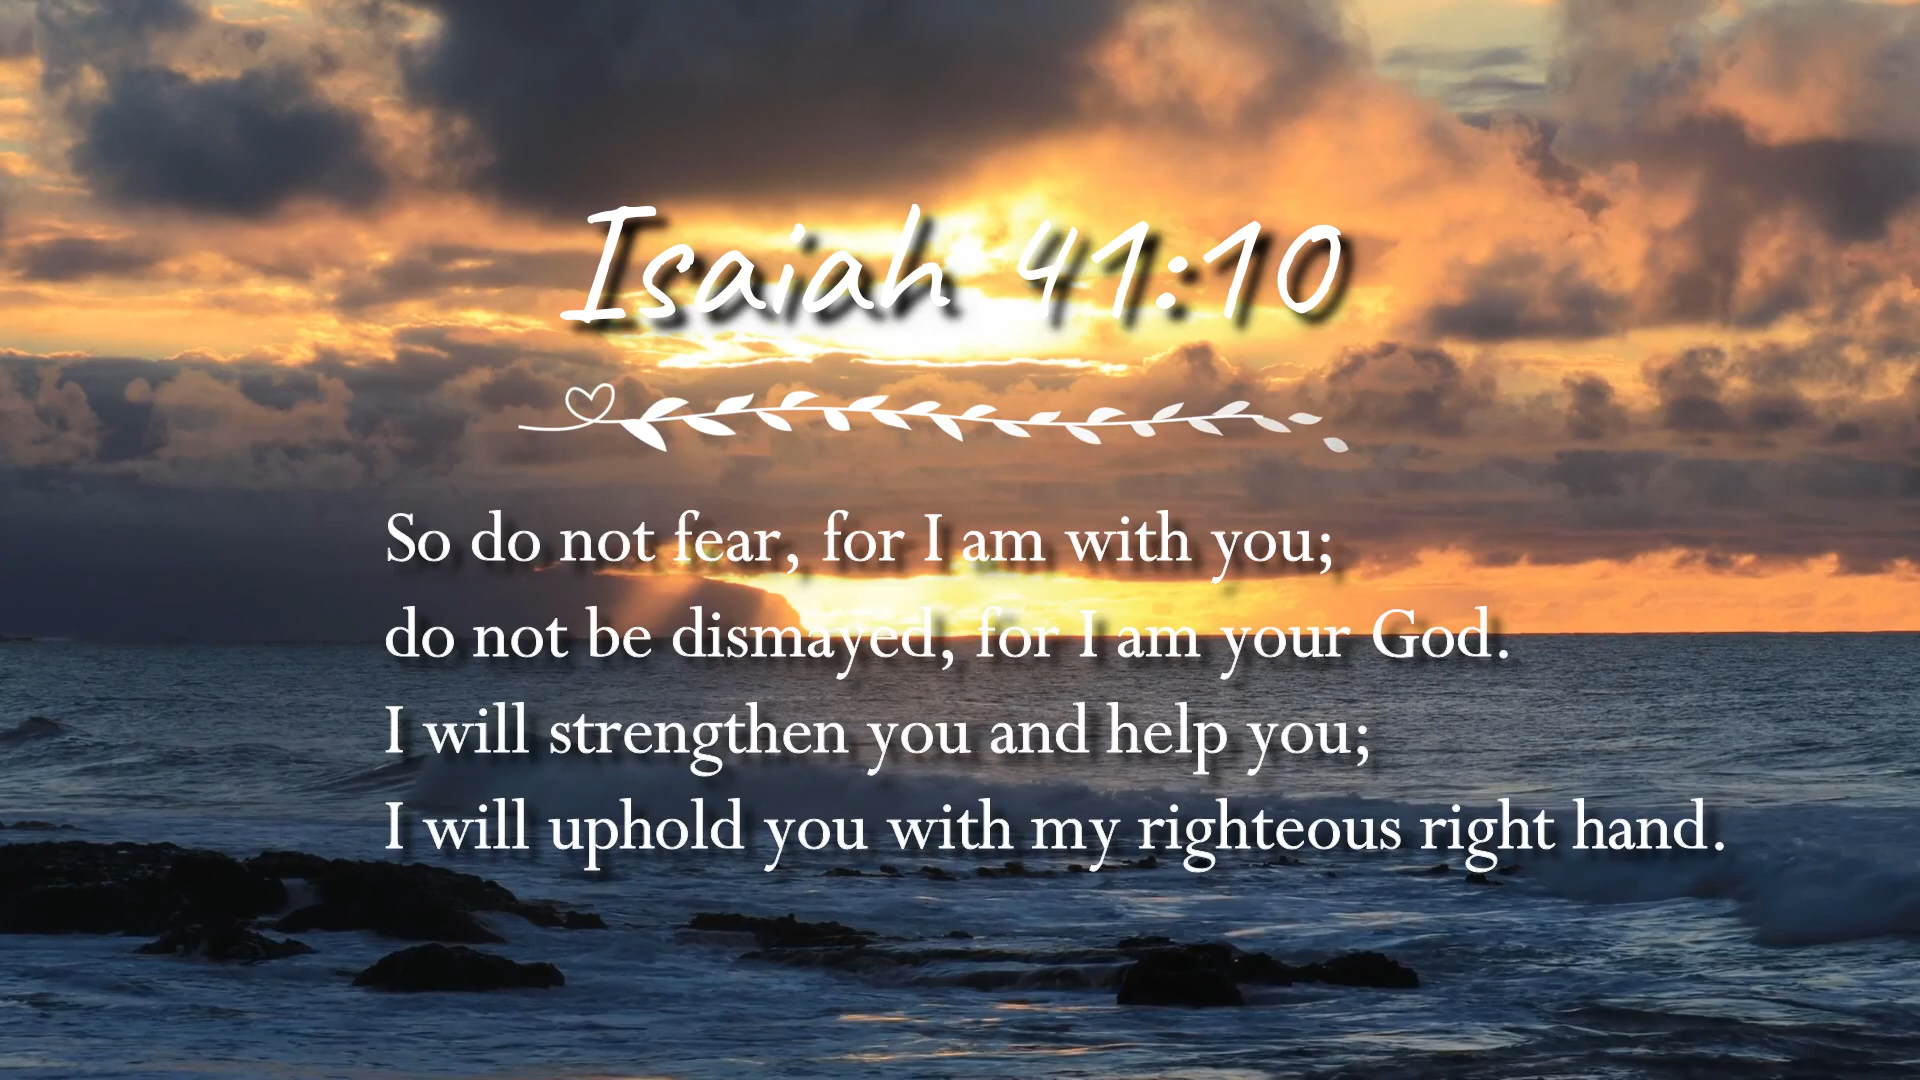 Isaiah 41:10
So do not fear, for I am with you;
do not be dismayed, for I am your God.
I will strengthen you and help you;
I will uphold you with my righteous right hand.